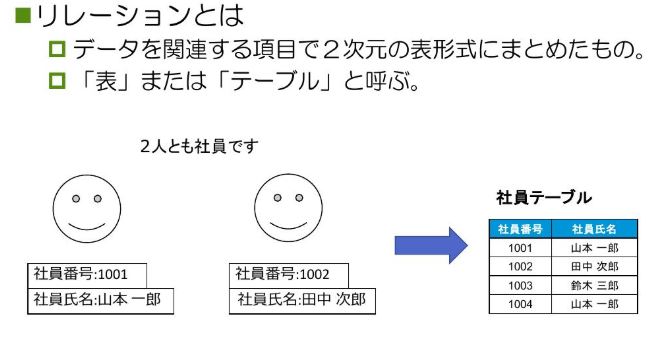 リレーションとは
データを関連する項目で２次元の表形式にまとめたもの。
「表」または「テーブル」と呼ぶ。
2人とも社員です
社員番号:1001
社員氏名:山本 一郎
社員番号:1002
社員氏名:田中 次郎
社員テーブル
社員番号 社員氏名
1001 山本 一郎
1002 田中 次郎
1003 鈴木 三郎
1004 山本 一郎